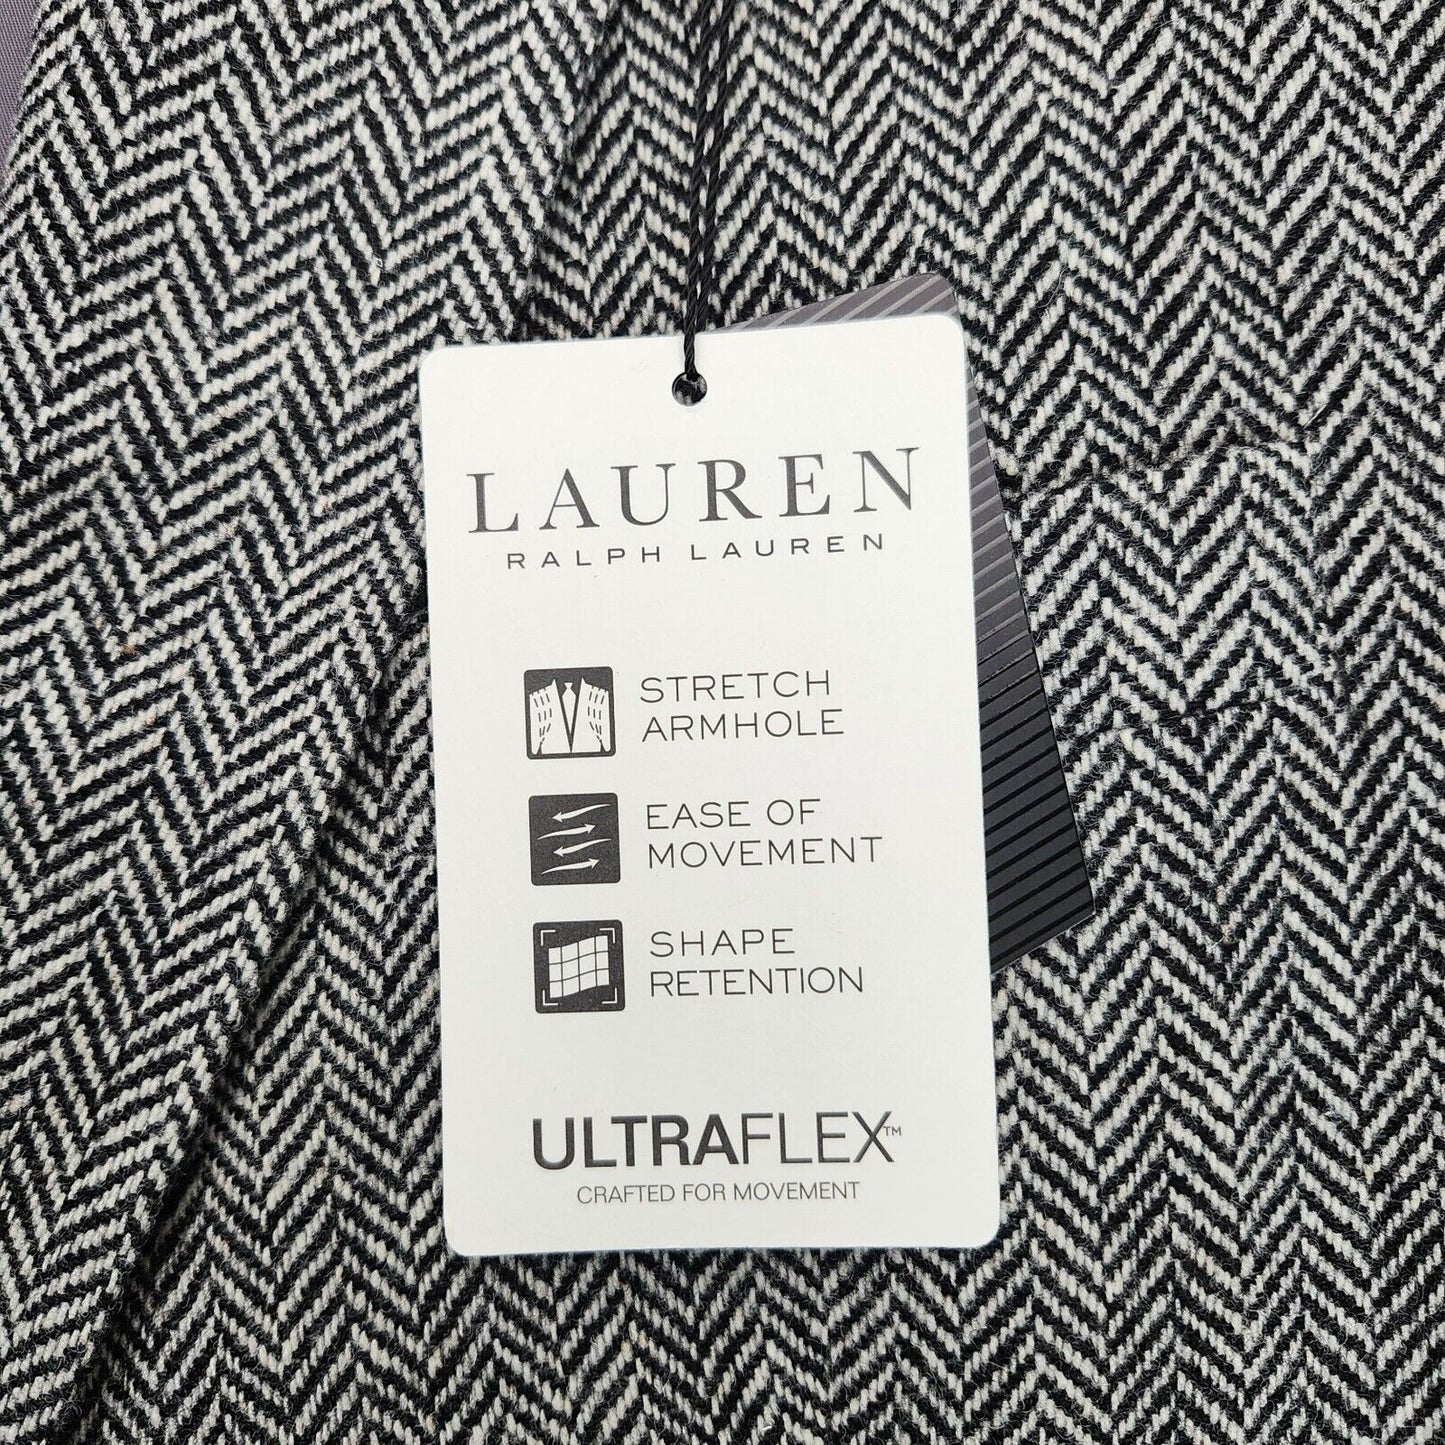 LAUREN
RALPH LAUREN
STRETCH
ARMHOLE
EASE OF
MOVEMENT
SHAPE
RETENTION
ULTRAFLEX™
CRAFTED FOR MOVEMENT